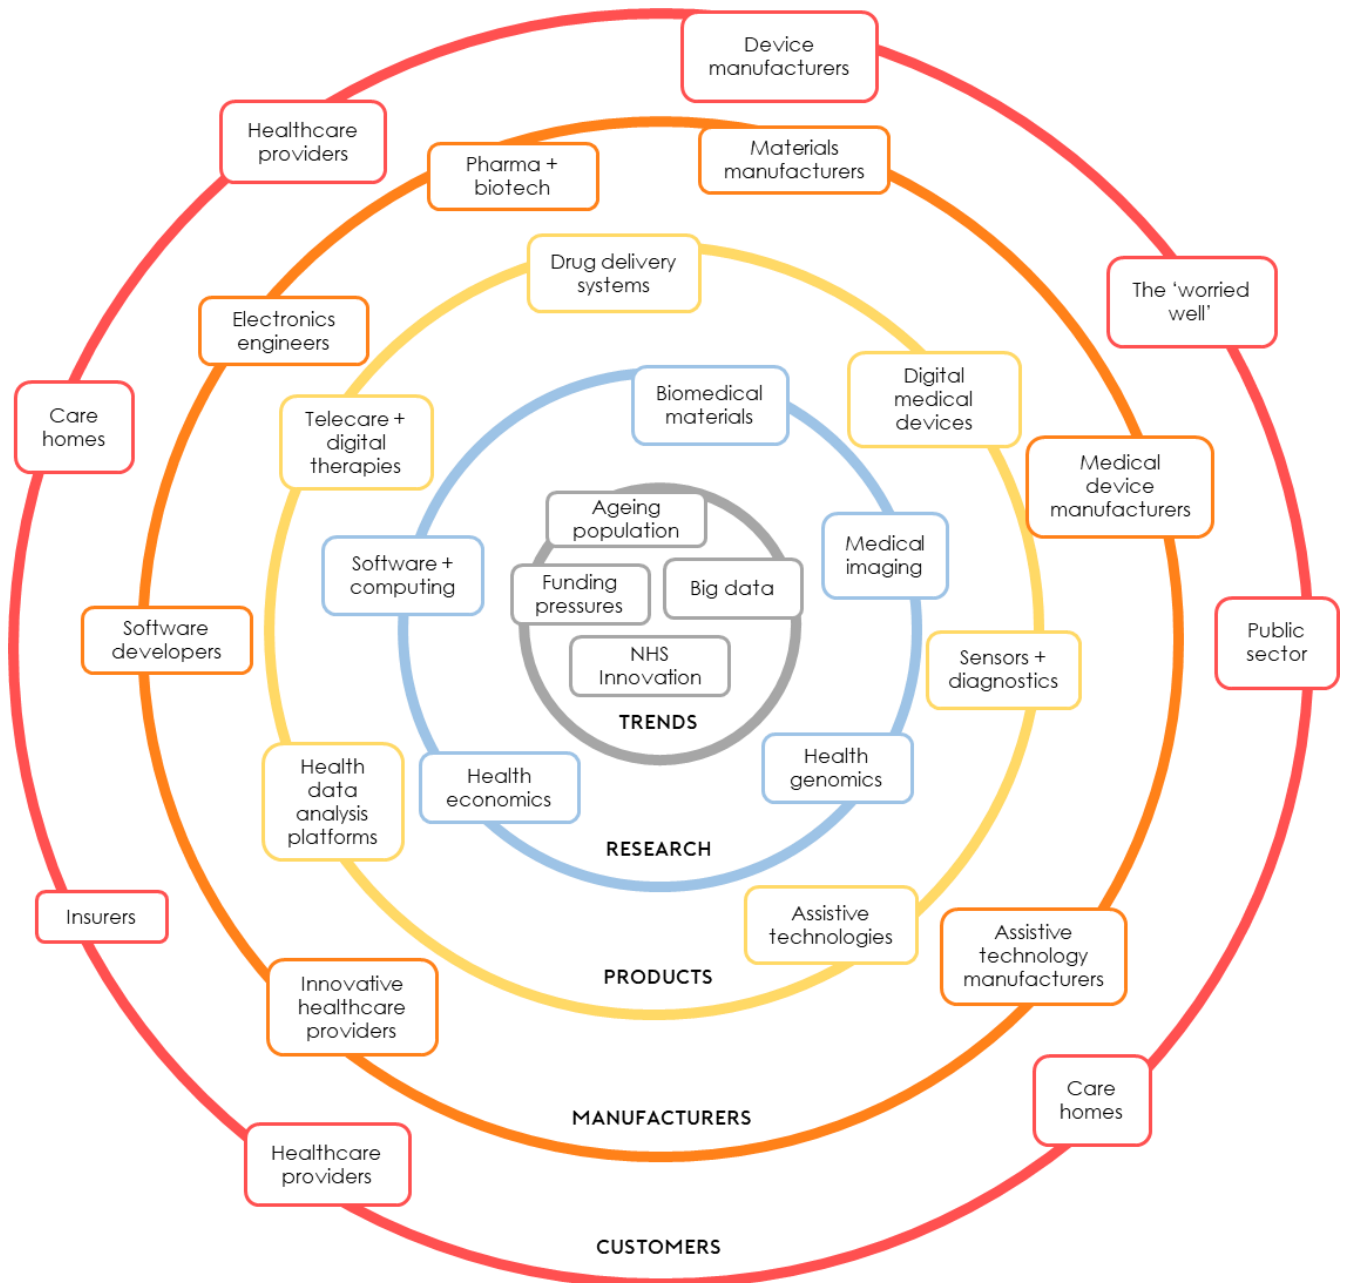 Device
manufacturers
Healthcare
providers
Materials
manufacturers
Pharma +
biotech
Drug delivery
systems
The ‘worried
well’
Electronics
engineers
Digital
medical
devices
Biomedical
materials
Care
homes
Telecare +
digital
therapies
Medical
device
manufacturers
Ageing
population
Medical
imaging
Software +
computing
Funding
pressures
Big data
Software
developers
Public
sector
NHS
Innovation
Sensors +
diagnostics
TRENDS
Health
data
analysis
platforms
Health
economics
Health
genomics
RESEARCH
Insurers
Assistive
technologies
Assistive
technology
manufacturers
PRODUCTS
Innovative
healthcare
providers
Care
homes
MANUFACTURERS
Healthcare
providers
CUSTOMERS